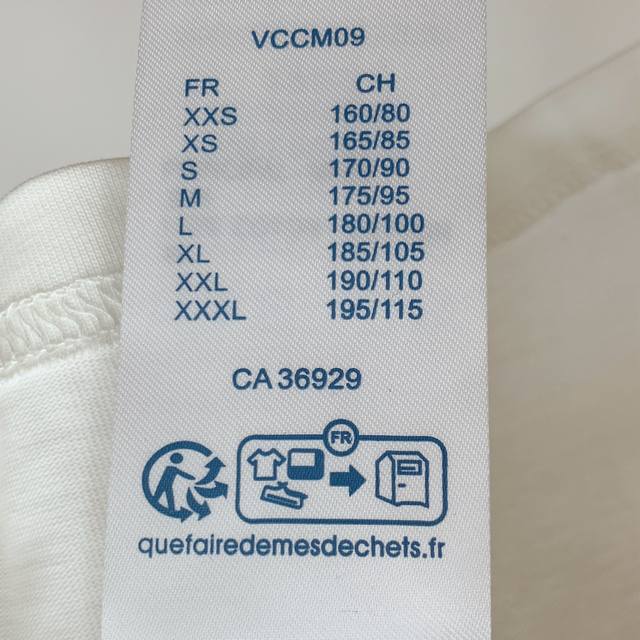 VCCM09
FR CH
XXS 160/80
XS 165/85
S 170/90
M 175/95
L 180/100
XL 185/105
XXL 190/110
XXXL 195/115
CA 36929
FR
quefairedemesdechets.fr